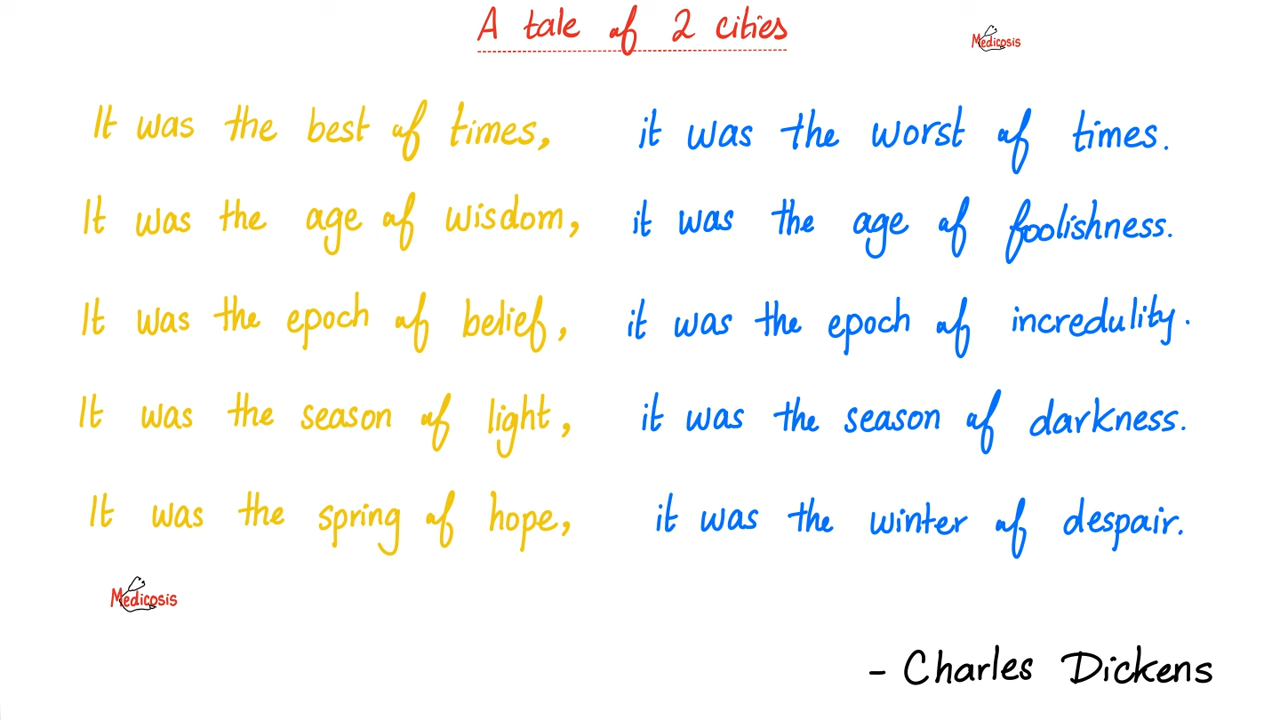 A tale of 2 cities
Medicosis
It was the best of times, it was the worst of times.
It was the age of wisdom, it was the age of foolishness.
It was the epoch of belief, it was the epoch of incredulity.
It was the season of light, it was the season of darkness.
It was the spring of hope, it was the winter of despair.
Medicosis
- Charles Dickens